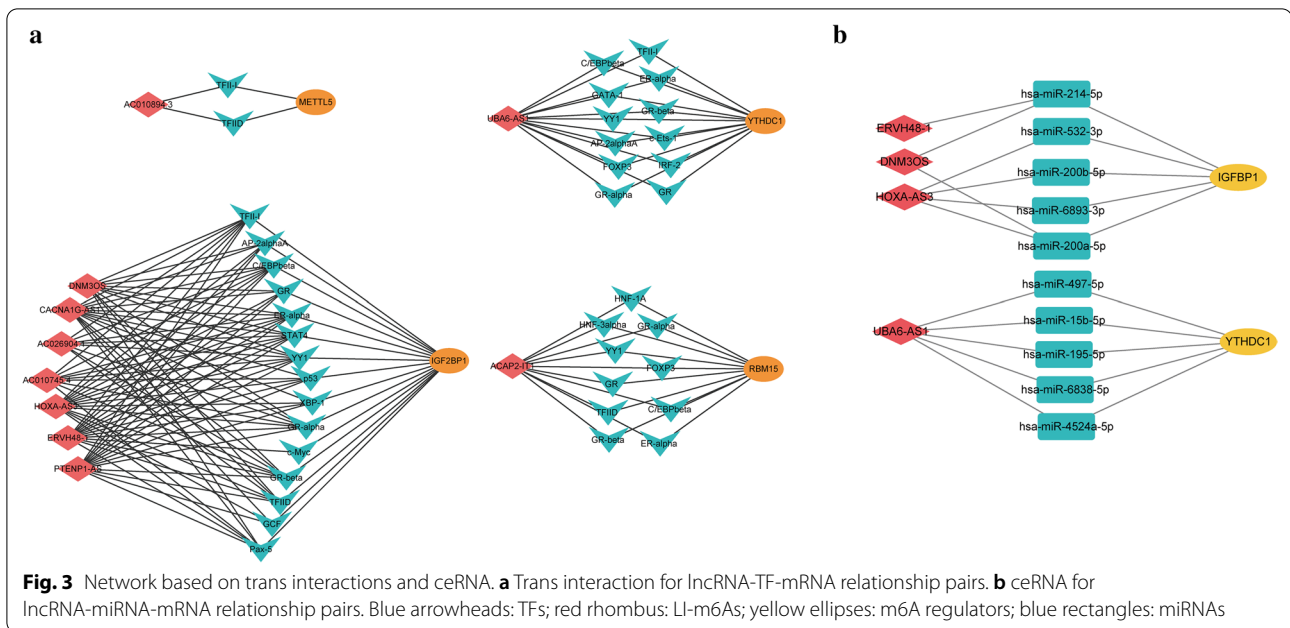 a
b
AC010894-3
TFII-I
TFIID
METTL5
UBA6-AS1
C/EBPbeta
TFII-I
ER-alpha
GATA-1
GR-beta
YY1
c-Ets-1
AP-2alphaA
FOXP3
IRF-2
GR-alpha
GR
YTHDC1
DNM3OS
CACNA1G-AS1
AC026904-1
AC010745-4
HOXA-AS3
ERVH48-1
PTENP1-AS
TFII-I
AP-2alphaA
C/EBPbeta
GR
ER-alpha
STAT4
YY1
p53
XBP-1
GR-alpha
c-Myc
GR-beta
TFIID
GCF
Pax-5
IGF2BP1
ACAP2-IT1
HNF-1A
HNF-3alpha
GR-alpha
YY1
FOXP3
GR
TFIID
C/EBPbeta
GR-beta
ER-alpha
RBM15
ERVH48-1
DNM3OS
HOXA-AS3
hsa-miR-214-5p
hsa-miR-532-3p
hsa-miR-200b-5p
hsa-miR-6893-3p
hsa-miR-200a-5p
IGFBP1
UBA6-AS1
hsa-miR-497-5p
hsa-miR-15b-5p
hsa-miR-195-5p
hsa-miR-6838-5p
hsa-miR-4524a-5p
YTHDC1
Fig. 3 Network based on trans interactions and ceRNA. a Trans interaction for lncRNA-TF-mRNA relationship pairs. b ceRNA for
lncRNA-miRNA-mRNA relationship pairs. Blue arrowheads: TFs; red rhombus: LI-m6As; yellow ellipses: m6A regulators; blue rectangles: miRNAs